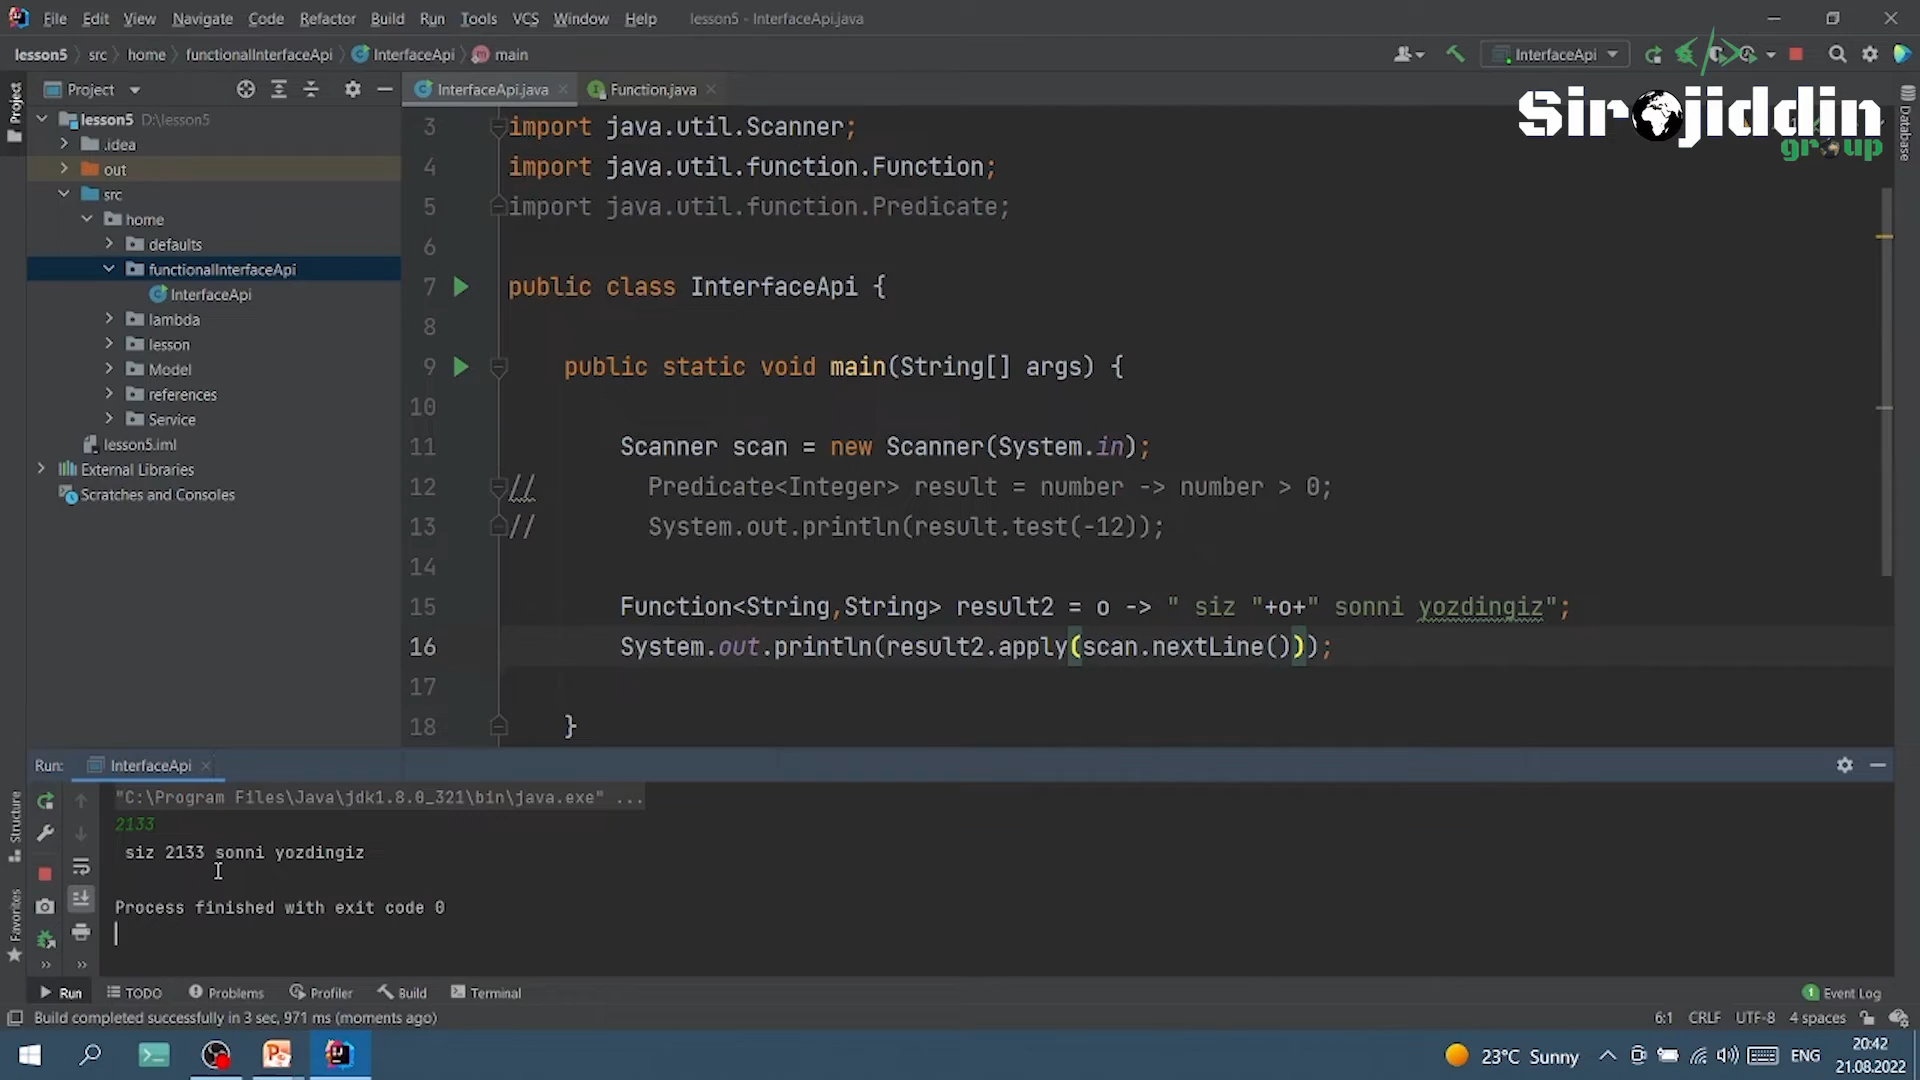 File Edit View Navigate Code Refactor Build Run Tools VCS Window Help lesson5 - InterfaceApi.java
lesson5 src home functionalInterfaceApi InterfaceApi main InterfaceApi
Project InterfaceApi.java Function.java
Sirojiddin
group
Project
Database
lesson5 D:\lesson5
.idea
out
src
home
defaults
functionalInterfaceApi
InterfaceApi
lambda
lesson
Model
references
Service
lesson5.iml
External Libraries
Scratches and Consoles
3 import java.util.Scanner;
4 import java.util.function.Function;
5 import java.util.function.Predicate;
6
7 public class InterfaceApi {
8
9 public static void main(String[] args) {
10
11 Scanner scan = new Scanner(System.in);
12 // Predicate<Integer> result = number -> number > 0;
13 // System.out.println(result.test(-12));
14
15 Function<String,String> result2 = o -> " siz "+o+" sonni yozdingiz";
16 System.out.println(result2.apply(scan.nextLine()));
17
18 }
Run: InterfaceApi
"C:\Program Files\Java\jdk1.8.0_321\bin\java.exe" ...
2133
siz 2133 sonni yozdingiz
Process finished with exit code 0
Structure
Favorites
Run TODO Problems Profiler Build Terminal 1 Event Log
Build completed successfully in 3 sec, 971 ms (moments ago) 6:1 CRLF UTF-8 4 spaces
23°C Sunny ENG 20:42
21.08.2022